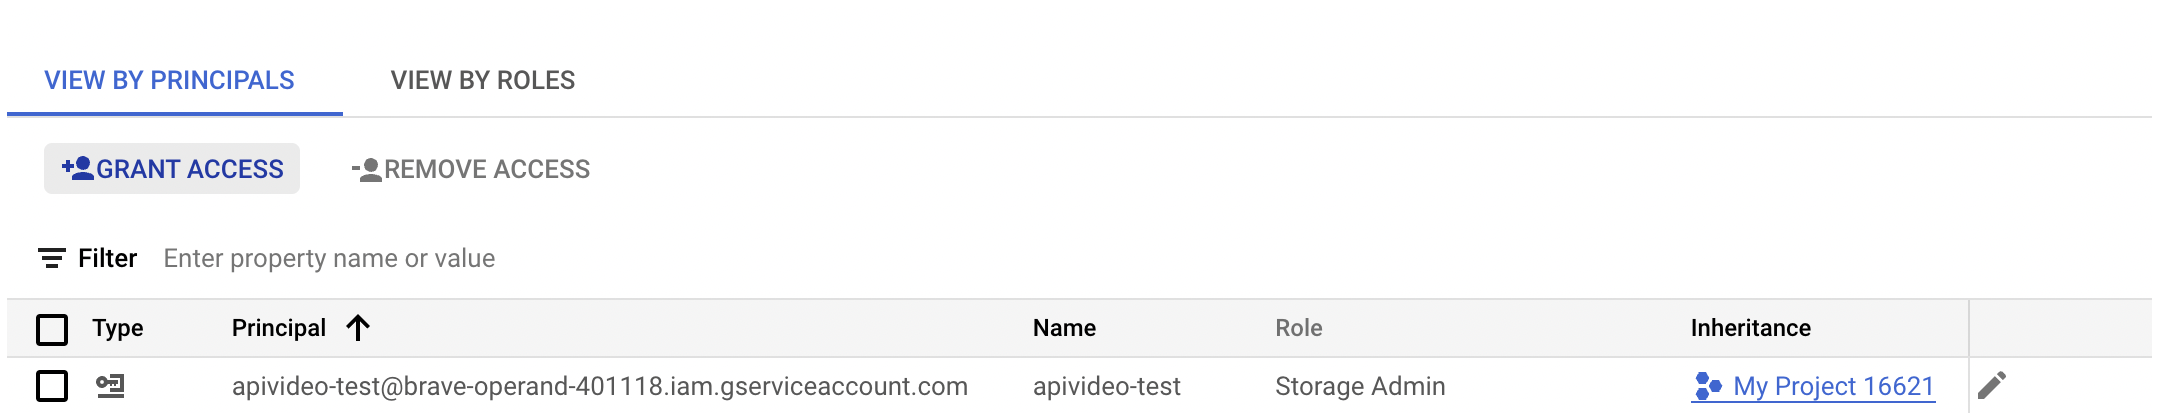 VIEW BY PRINCIPALS VIEW BY ROLES
GRANT ACCESS REMOVE ACCESS
Filter Enter property name or value
Type Principal Name Role Inheritance
apivideo-test@brave-operand-401118.iam.gserviceaccount.com apivideo-test Storage Admin My Project 16621